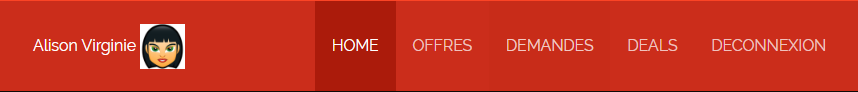 Alison Virginie HOME OFFRES DEMANDES DEALS DECONNEXION